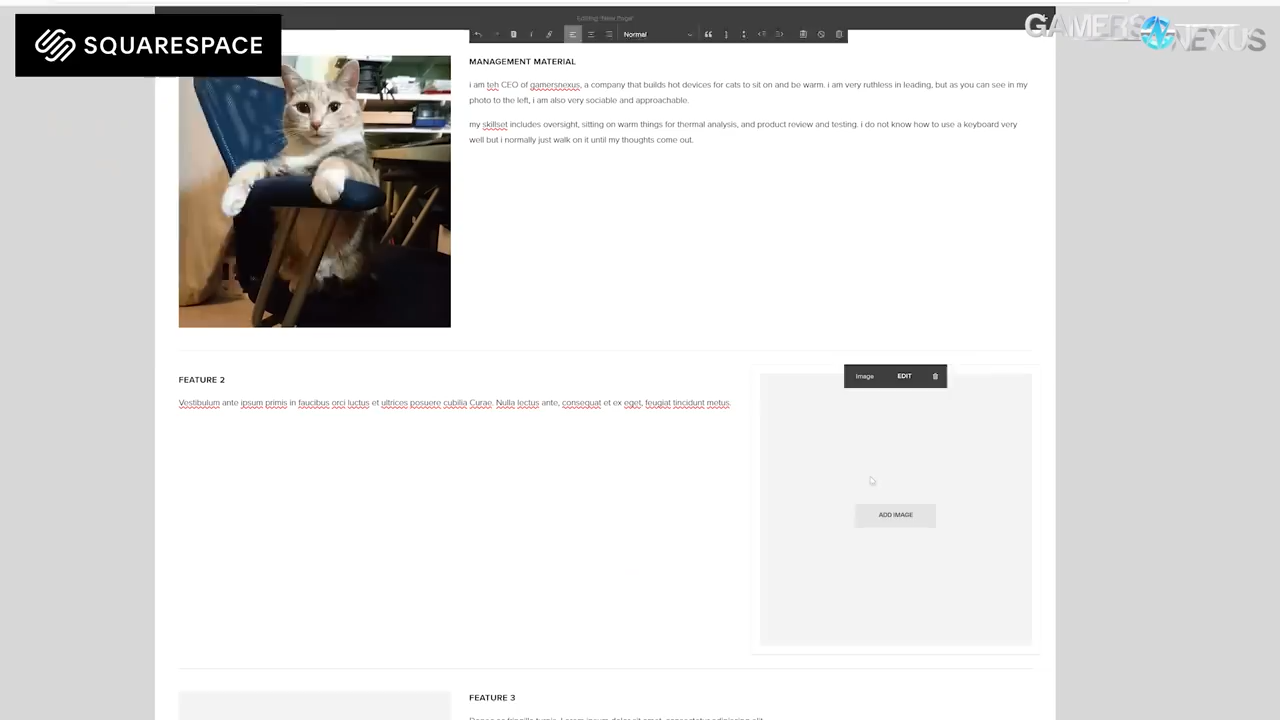 Editing: New Page
SQUARESPACE
GAMERS NEXUS
Normal
MANAGEMENT MATERIAL
i am teh CEO of gamersnexus, a company that builds hot devices for cats to sit on and be warm. i am very ruthless in leading, but as you can see in my
photo to the left, i am also very sociable and approachable.
my skillset includes oversight, sitting on warm things for thermal analysis, and product review and testing. i do not know how to use a keyboard very
well but i normally just walk on it until my thoughts come out.
FEATURE 2
Vestibulum ante ipsum primis in faucibus orci luctus et ultrices posuere cubilia Curae. Nulla lectus ante, consequat et ex eget, feugiat tincidunt metus.
Image EDIT
ADD IMAGE
FEATURE 3